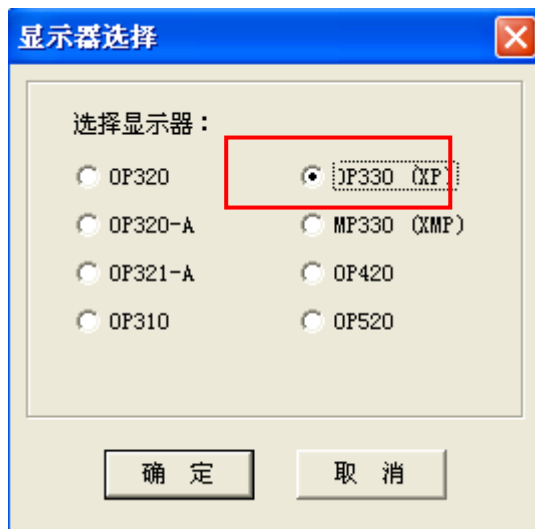 显示器选择
选择显示器：
OP320
OP330 (XP)
OP320-A
MP330 (XMP)
OP321-A
OP420
OP310
OP520
确 定
取 消